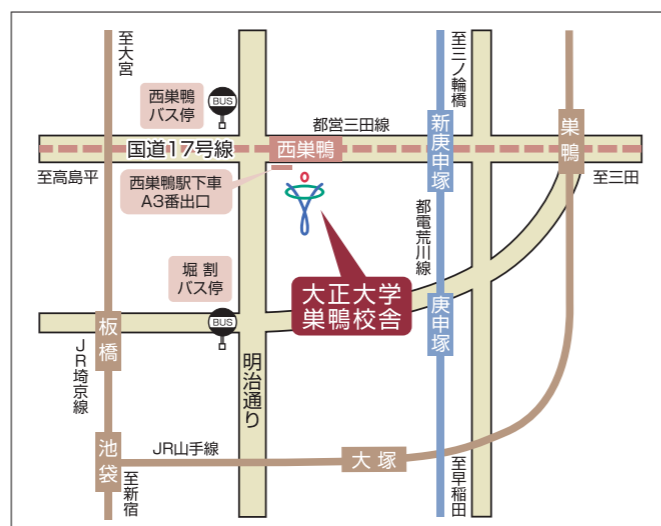 至大宮
西巣鴨
バス停
BUS
至三ノ輪橋
都営三田線
国道17号線
西巣鴨
新庚申塚
巣鴨
至高島平
西巣鴨駅下車
A3番出口
至三田
都電荒川線
堀割
バス停
大正大学
巣鴨校舎
BUS
板橋
庚申塚
JR埼京線
明治通り
池袋
JR山手線
大塚
至新宿
至早稲田